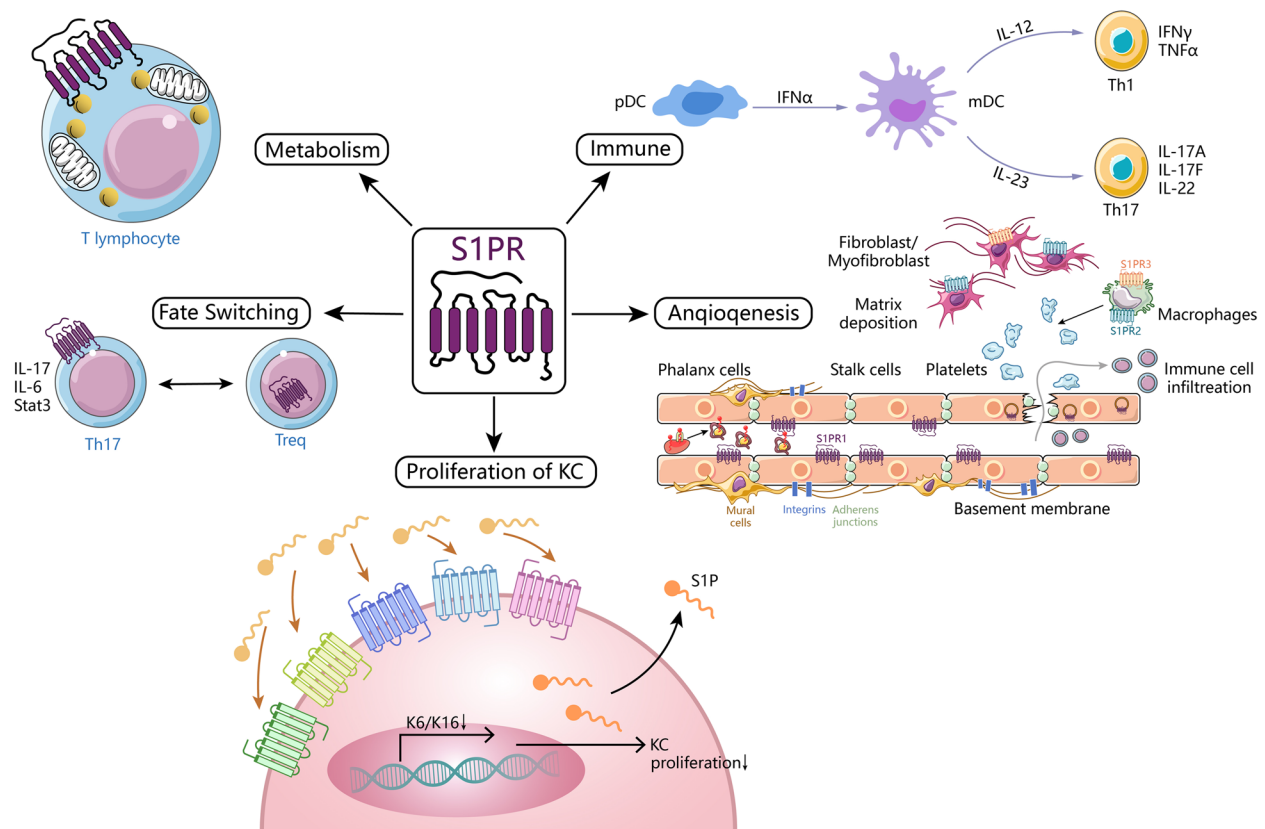 IL-12
IFNγ
TNFα
Th1
pDC
IFNα
mDC
IL-23
IL-17A
IL-17F
IL-22
Th17
Metabolism
Immune
T lymphocyte
S1PR
Fibroblast/
Myofibroblast
Matrix
deposition
S1PR3
S1PR2
Macrophages
Fate Switching
Anqioqenesis
IL-17
IL-6
Stat3
Th17
Treq
Phalanx cells
Stalk cells
Platelets
Immune cell
infiltreation
S1PR1
Mural
cells
Integrins
Adherens
junctions
Basement membrane
Proliferation of KC
S1P
K6/K16↓
KC
proliferation↓